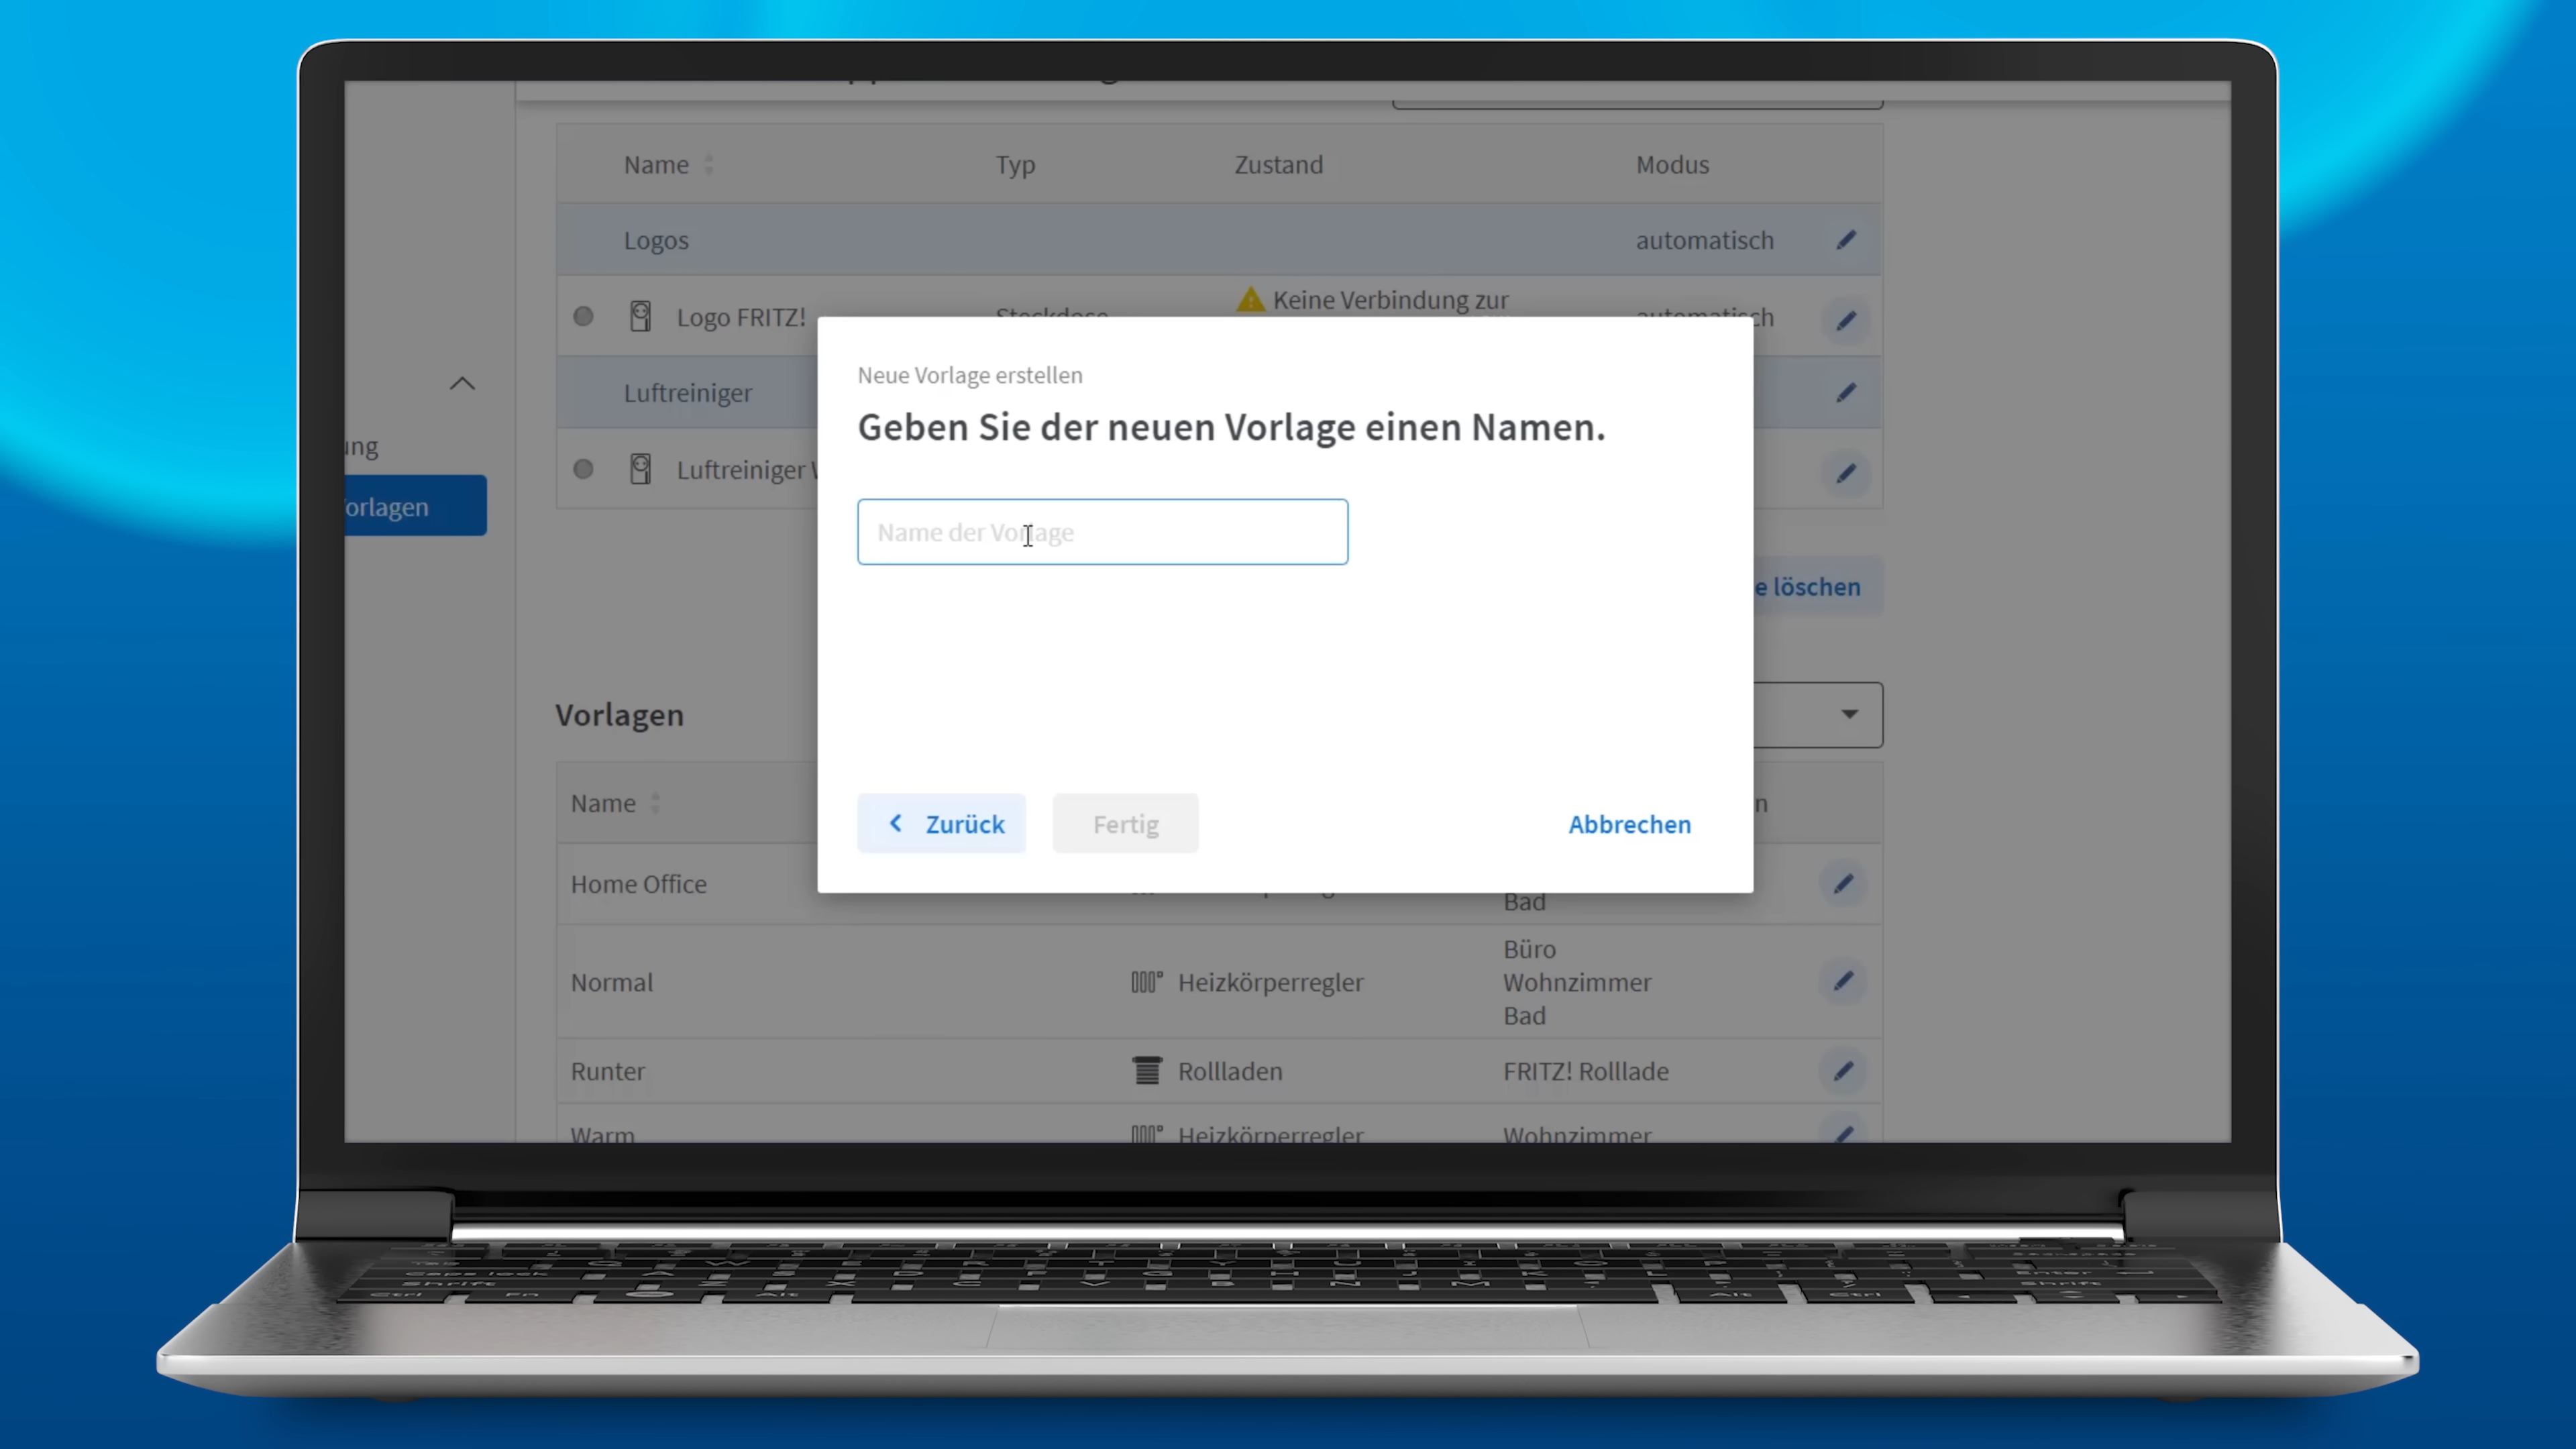 Name Typ Zustand Modus
Logos automatisch
Logo FRITZ! Steckdose Keine Verbindung zur automatisch
Luftreiniger
Luftreiniger
Neue Vorlage erstellen
Geben Sie der neuen Vorlage einen Namen.
Name der Vorlage
Zurück Fertig Abbrechen
ung
orlagen
e löschen
Vorlagen
Name n
Home Office
Bad
Normal Heizkörperregler
Büro
Wohnzimmer
Bad
Runter Rollladen FRITZ! Rolllade
Warm Heizkörperregler Wohnzimmer